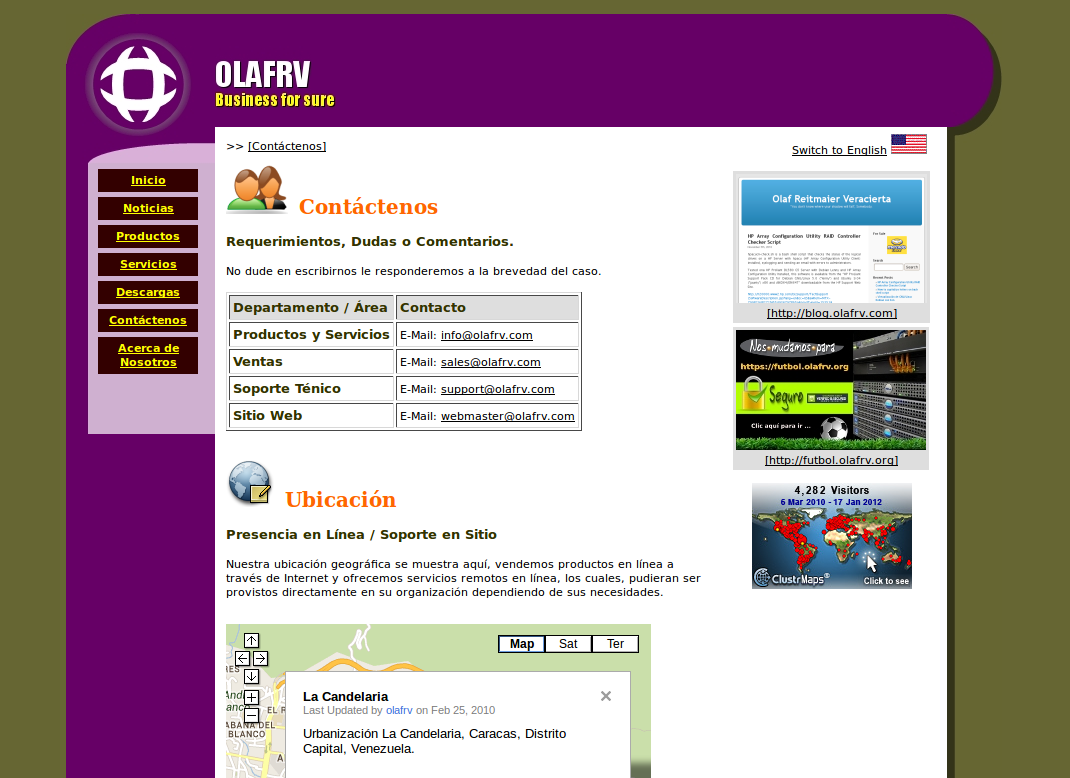 OLAFRV
Business for sure
>> [Contáctenos]
Switch to English
Inicio
Noticias
Productos
Servicios
Descargas
Contáctenos
Acerca de
Nosotros
Contáctenos
Requerimientos, Dudas o Comentarios.
No dude en escribirnos le responderemos a la brevedad del caso.
Departamento / Área Contacto
Productos y Servicios E-Mail: info@olafrv.com
Ventas E-Mail: sales@olafrv.com
Soporte Ténico E-Mail: support@olafrv.com
Sitio Web E-Mail: webmaster@olafrv.com
Ubicación
Presencia en Línea / Soporte en Sitio
Nuestra ubicación geográfica se muestra aquí, vendemos productos en línea a
través de Internet y ofrecemos servicios remotos en línea, los cuales, pudieran ser
provistos directamente en su organización dependiendo de sus necesidades.
Map Sat Ter
La Candelaria
Last Updated by olafrv on Feb 25, 2010
Urbanización La Candelaria, Caracas, Distrito
Capital, Venezuela.
EL
BLANCO
Olaf Reitmaier Veracierta
HP Array Configuration Utility RAID Controller
Checker Script
Search
[http://blog.olafrv.com]
Nos mudamos para
https://futbol.olafrv.org
Seguro
Clic aquí para ir ...
[http://futbol.olafrv.org]
4,282 Visitors
6 Mar 2010 - 17 Jan 2012
ClustrMaps®
Click to see